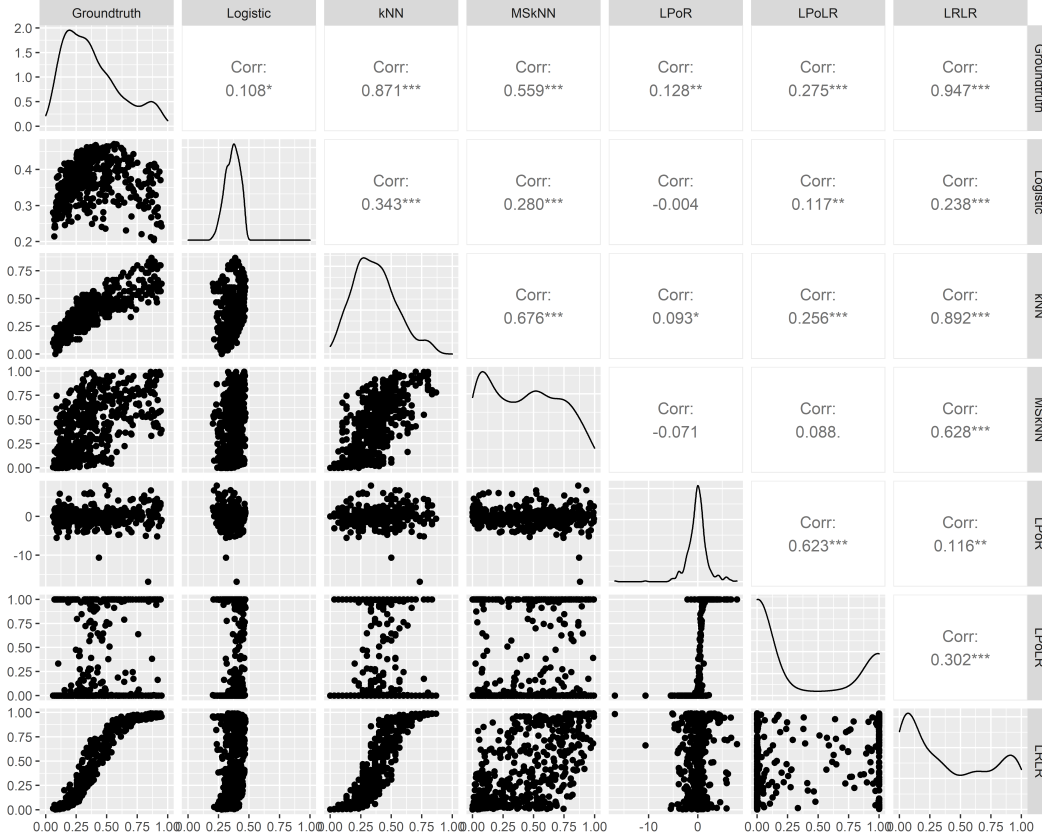 Groundtruth Logistic kNN MSkNN LPoR LPoLR LRLR
2.0
1.5
1.0
0.5
0.0
Corr:
0.108*
Corr:
0.871***
Corr:
0.559***
Corr:
0.128**
Corr:
0.275***
Corr:
0.947***
Groundtruth
0.4
0.3
0.2
Corr:
0.343***
Corr:
0.280***
Corr:
-0.004
Corr:
0.117**
Corr:
0.238***
Logistic
0.75
0.50
0.25
0.00
Corr:
0.676***
Corr:
0.093*
Corr:
0.256***
Corr:
0.892***
kNN
1.00
0.75
0.50
0.25
0.00
Corr:
-0.071
Corr:
0.088.
Corr:
0.628***
MSkNN
0
-10
Corr:
0.623***
Corr:
0.116**
LPoR
1.00
0.75
0.50
0.25
0.00
Corr:
0.302***
LPoLR
1.00
0.75
0.50
0.25
0.00
LRLR
0.00 0.25 0.50 0.75 1.00
0.00 0.25 0.50 0.75 1.00
0.00 0.25 0.50 0.75 1.00
0.00 0.25 0.50 0.75 1.00
-10 0
0.00 0.25 0.50 0.75 1.00
0.00 0.25 0.50 0.75 1.00